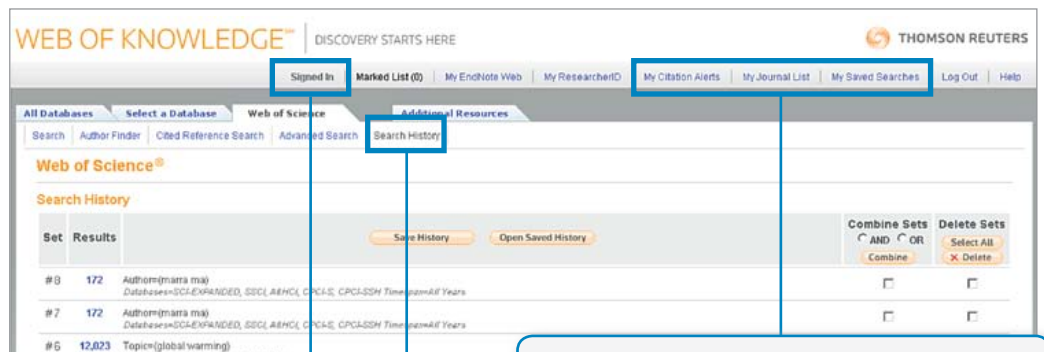 WEB OF KNOWLEDGE℠ DISCOVERY STARTS HERE THOMSON REUTERS
Signed In Marked List (0) My EndNote Web My ResearcherID My Citation Alerts My Journal List My Saved Searches Log Out Help
All Databases Select a Database Web of Science Additional Resources
Search Author Finder Cited Reference Search Advanced Search Search History
Web of Science®
Search History
Set Results Save History Open Saved History Combine Sets Delete Sets
AND OR Select All
Combine Delete
#8 172 Author=(marra ma)
Databases=SCI-EXPANDED, SSCI, A&HCI, CPCI-S, CPCI-SSH Timespan=All Years
#7 172 Author=(marra ma)
Databases=SCI-EXPANDED, SSCI, A&HCI, CPCI-S, CPCI-SSH Timespan=All Years
#6 12,023 Topic=(global warming)